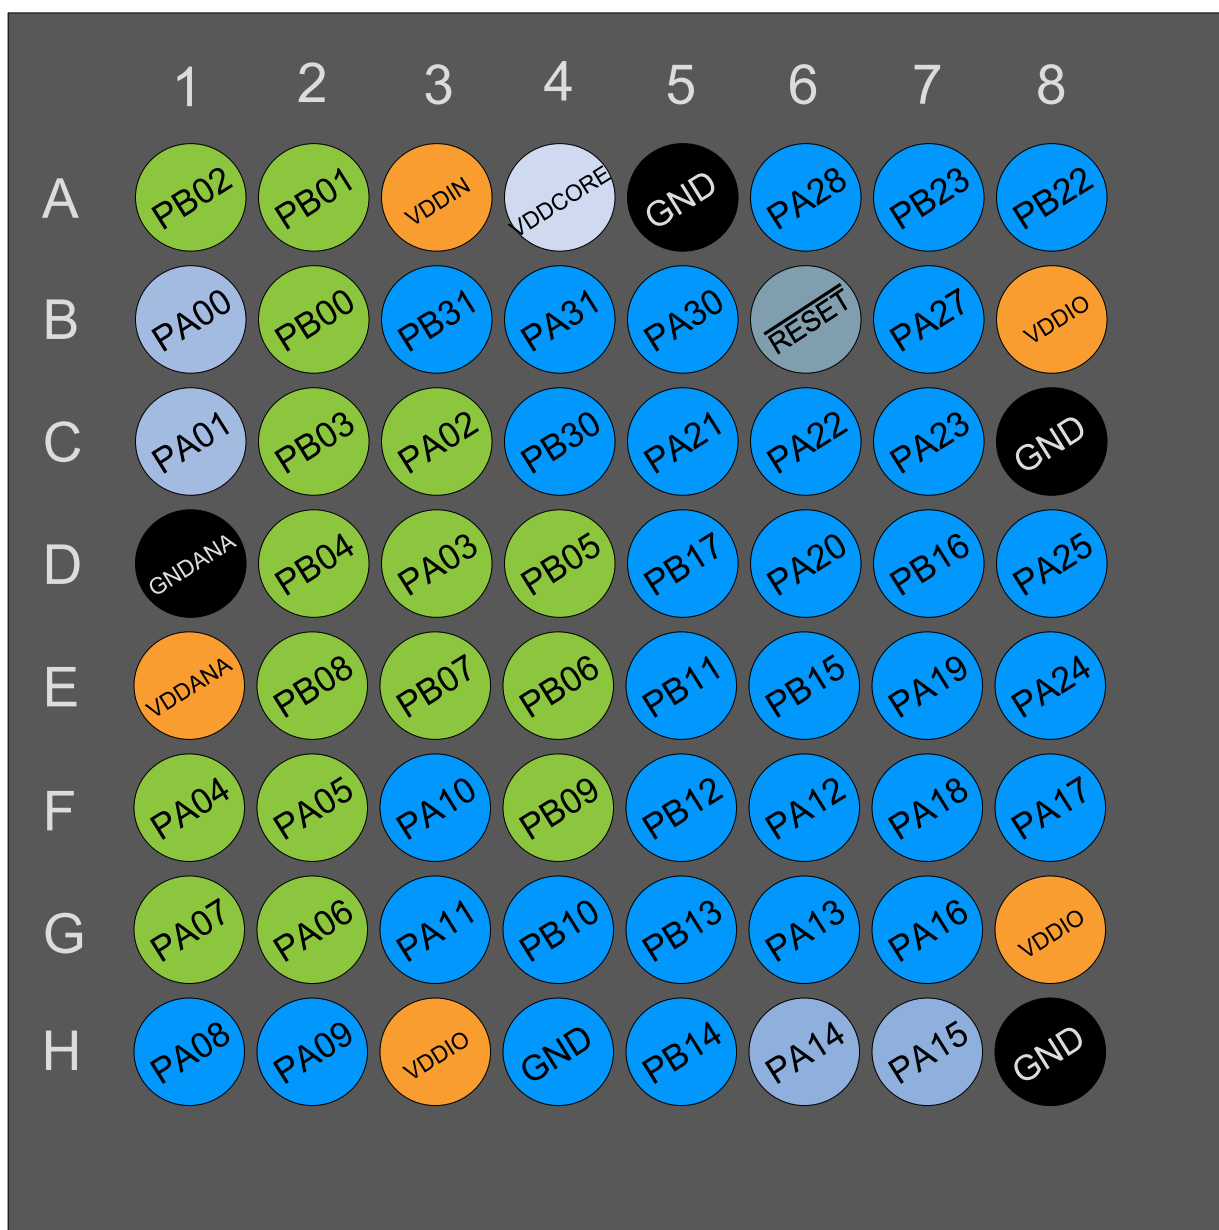 1 2 3 4 5 6 7 8
A PB02 PB01 VDDIN VDDCORE GND PA28 PB23 PB22
B PA00 PB00 PB31 PA31 PA30 RESET PA27 VDDIO
C PA01 PB03 PA02 PB30 PA21 PA22 PA23 GND
D GNDANA PB04 PA03 PB05 PB17 PA20 PB16 PA25
E VDDANA PB08 PB07 PB06 PB11 PB15 PA19 PA24
F PA04 PA05 PA10 PB09 PB12 PA12 PA18 PA17
G PA07 PA06 PA11 PB10 PB13 PA13 PA16 VDDIO
H PA08 PA09 VDDIO GND PB14 PA14 PA15 GND